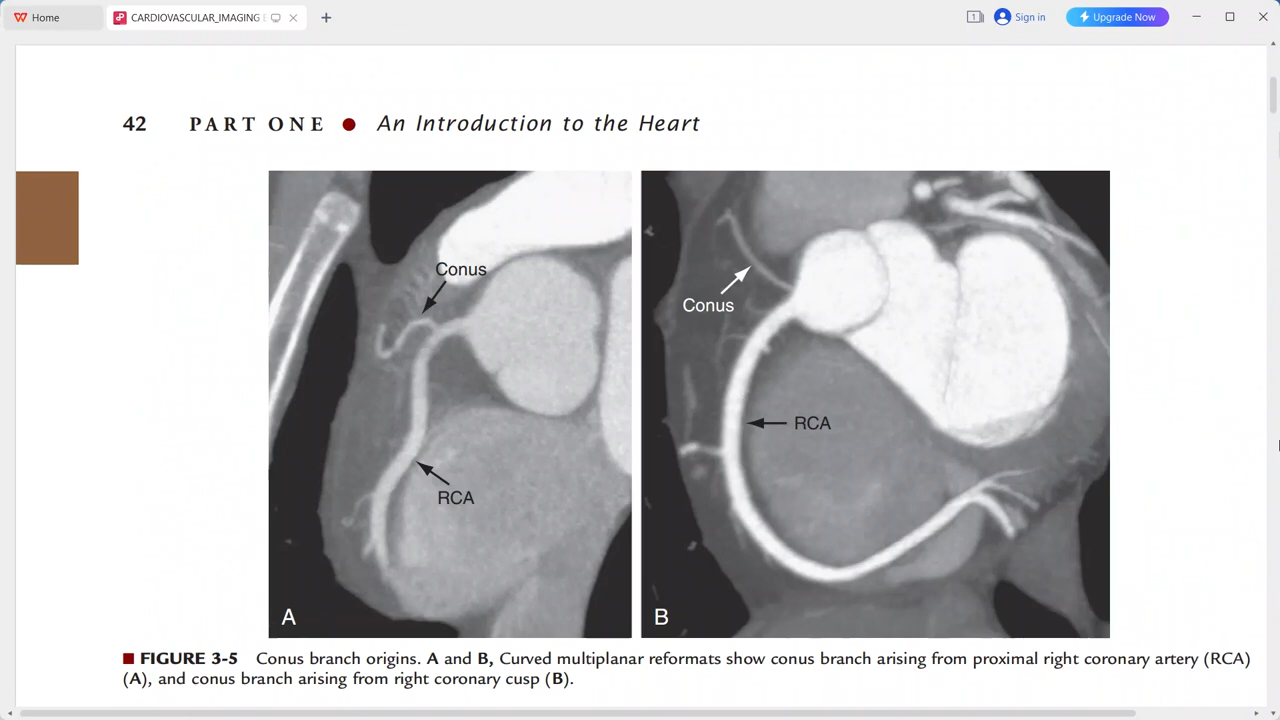 Home
CARDIOVASCULAR_IMAGING
1
Sign in
Upgrade Now
42 PART ONE ● An Introduction to the Heart
Conus
RCA
A
Conus
RCA
B
■ FIGURE 3-5 Conus branch origins. A and B, Curved multiplanar reformats show conus branch arising from proximal right coronary artery (RCA)
(A), and conus branch arising from right coronary cusp (B).